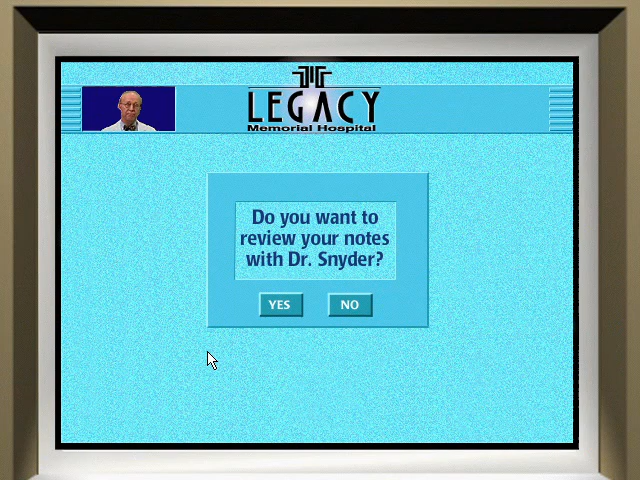 LEGACY
Memorial Hospital
Do you want to
review your notes
with Dr. Snyder?
YES
NO